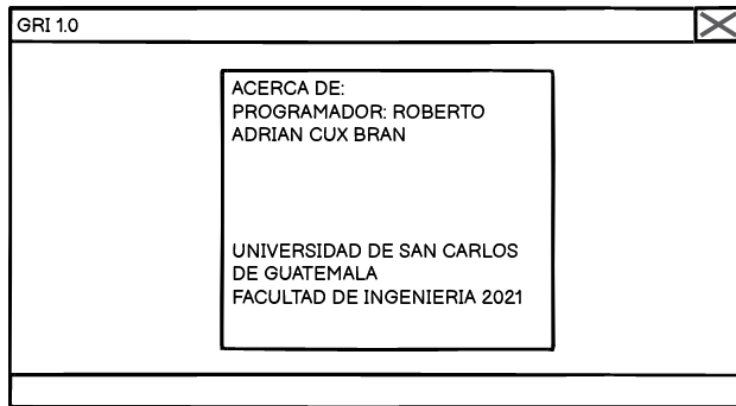 GRI 1.0
ACERCA DE:
PROGRAMADOR: ROBERTO
ADRIAN CUX BRAN
UNIVERSIDAD DE SAN CARLOS
DE GUATEMALA
FACULTAD DE INGENIERIA 2021